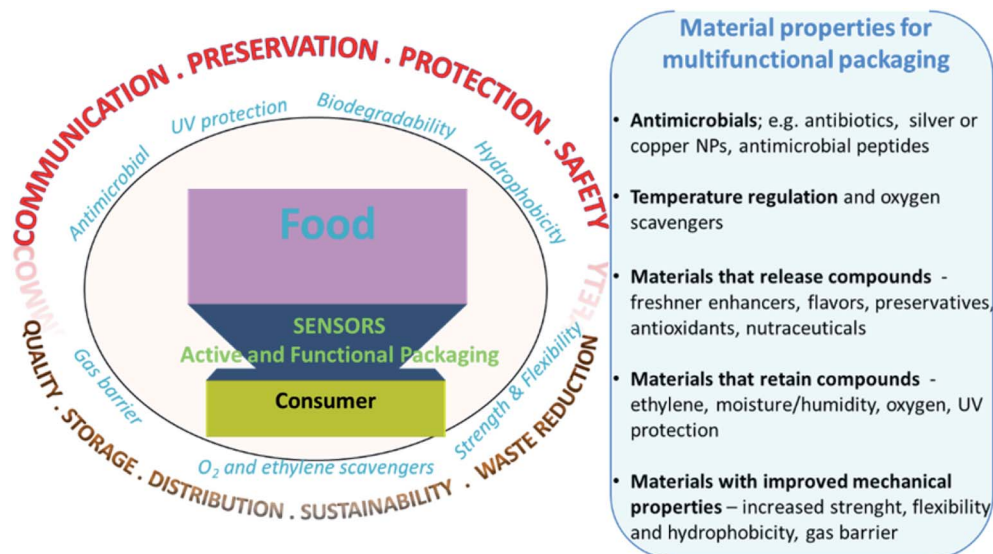 COMMUNICATION . PRESERVATION . PROTECTION . SAFETY
UV protection
Biodegradability
Antimicrobial
Hydrophobicity
Food
SENSORS
Active and Functional Packaging
Consumer
Gas barrier
Strength & Flexibility
O₂ and ethylene scavengers
QUALITY . STORAGE . DISTRIBUTION . SUSTAINABILITY . WASTE REDUCTION
Material properties for
multifunctional packaging
• Antimicrobials; e.g. antibiotics, silver or
copper NPs, antimicrobial peptides
• Temperature regulation and oxygen
scavengers
• Materials that release compounds -
freshner enhancers, flavors, preservatives,
antioxidants, nutraceuticals
• Materials that retain compounds -
ethylene, moisture/humidity, oxygen, UV
protection
• Materials with improved mechanical
properties – increased strenght, flexibility
and hydrophobicity, gas barrier